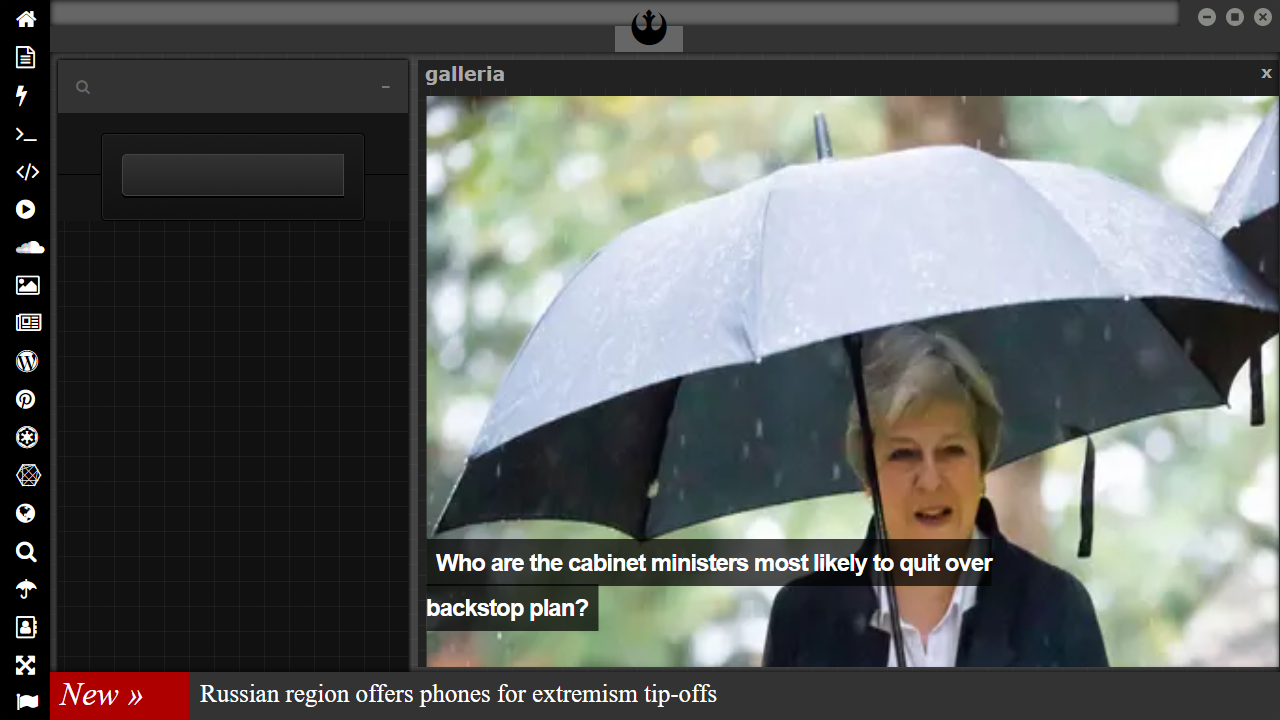 galleria
x
Who are the cabinet ministers most likely to quit over
backstop plan?
New »
Russian region offers phones for extremism tip-offs